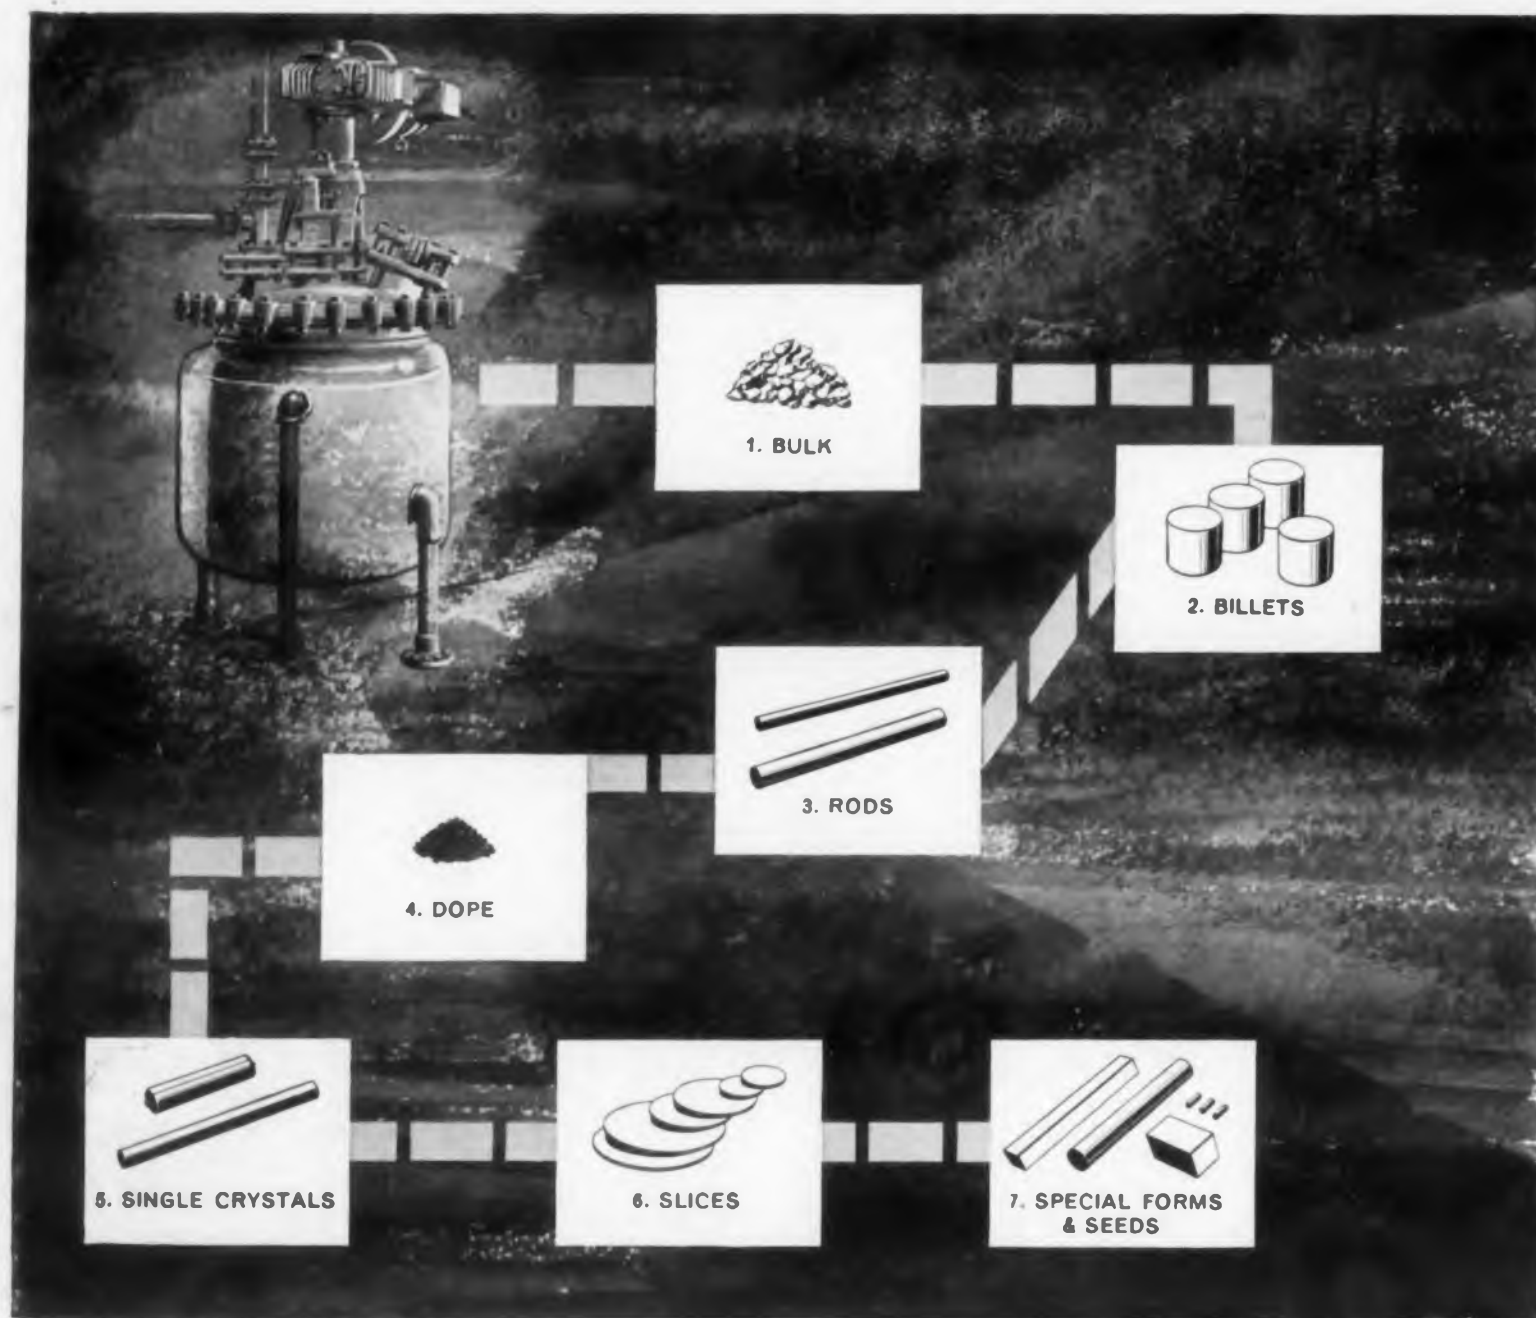 1. BULK
2. BILLETS
3. RODS
4. DOPE
5. SINGLE CRYSTALS
6. SLICES
7. SPECIAL FORMS
& SEEDS